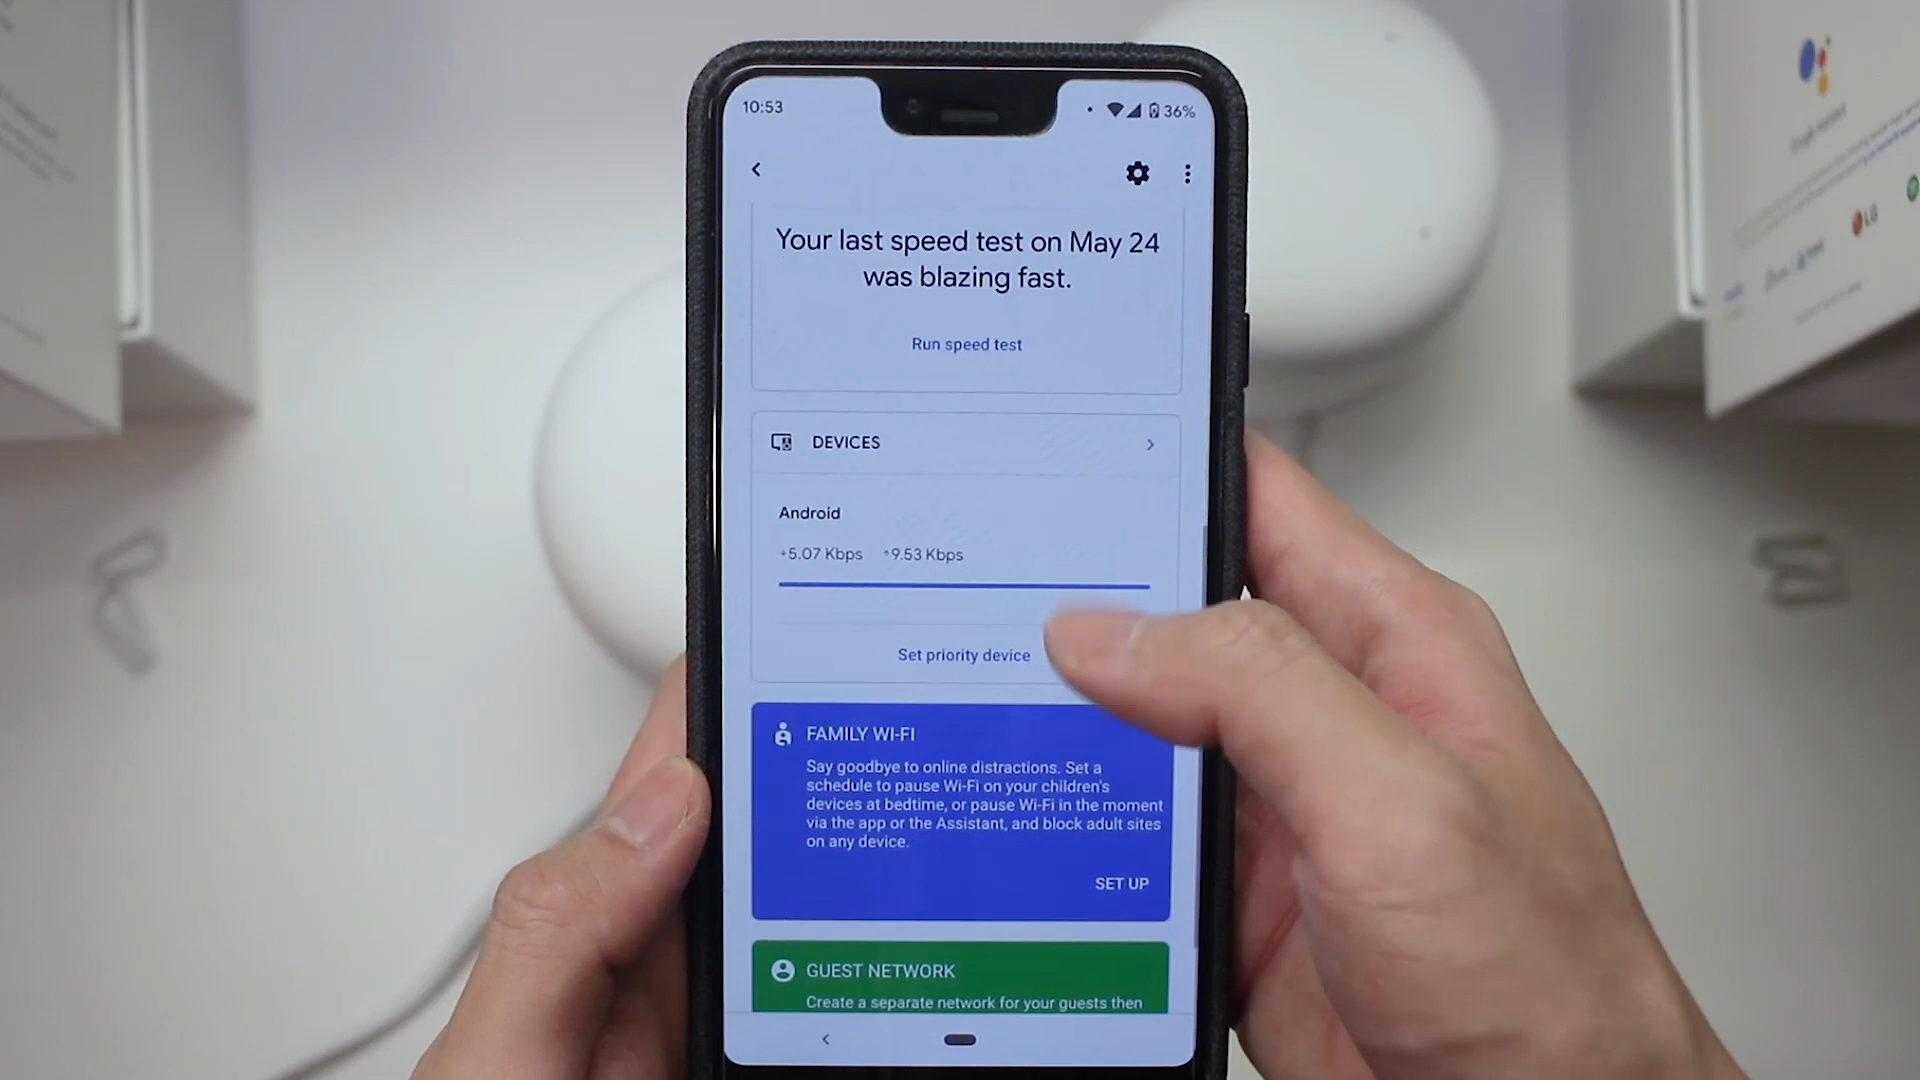 10:53
36%
Your last speed test on May 24
was blazing fast.
Run speed test
DEVICES
Android
5.07 Kbps 9.53 Kbps
Set priority device
FAMILY WI-FI
Say goodbye to online distractions. Set a
schedule to pause Wi-Fi on your children's
devices at bedtime, or pause Wi-Fi in the moment
via the app or the Assistant, and block adult sites
on any device.
SET UP
GUEST NETWORK
Create a separate network for your guests then
Google Assistant
LG